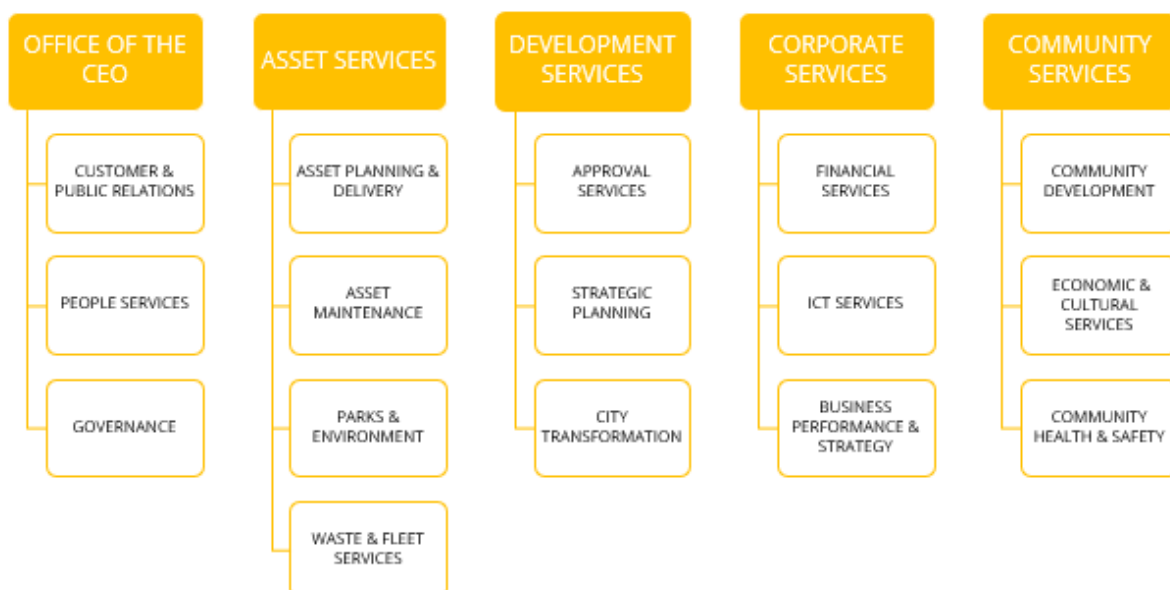 OFFICE OF THE
CEO
CUSTOMER &
PUBLIC RELATIONS
PEOPLE SERVICES
GOVERNANCE
ASSET SERVICES
ASSET PLANNING &
DELIVERY
ASSET
MAINTENANCE
PARKS &
ENVIRONMENT
WASTE & FLEET
SERVICES
DEVELOPMENT
SERVICES
APPROVAL
SERVICES
STRATEGIC
PLANNING
CITY
TRANSFORMATION
CORPORATE
SERVICES
FINANCIAL
SERVICES
ICT SERVICES
BUSINESS
PERFORMANCE &
STRATEGY
COMMUNITY
SERVICES
COMMUNITY
DEVELOPMENT
ECONOMIC &
CULTURAL
SERVICES
COMMUNITY
HEALTH & SAFETY